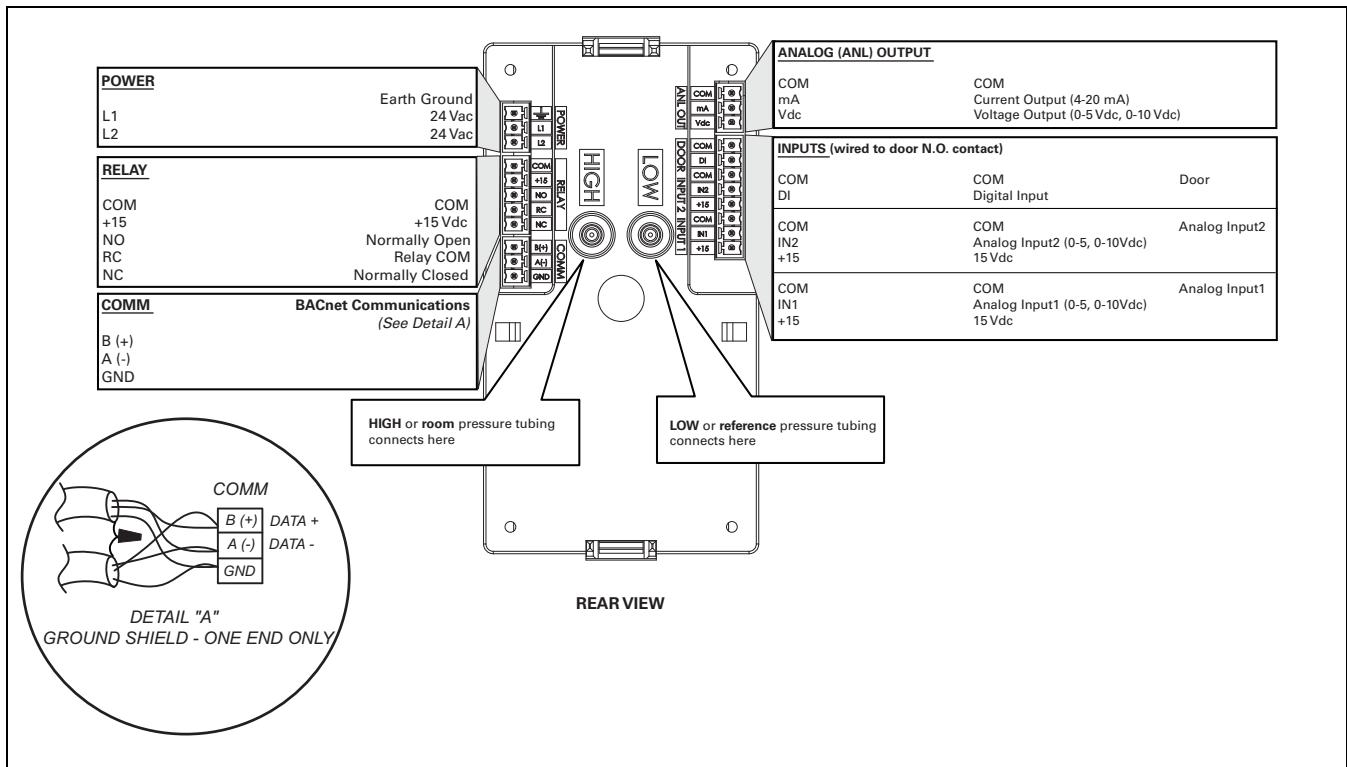 POWER
Earth Ground
L1 24 Vac
L2 24 Vac
RELAY
COM COM
+15 +15 Vdc
NO Normally Open
RC Relay COM
NC Normally Closed
COMM BACnet Communications
(See Detail A)
B (+)
A (-)
GND
L1
L2
POWER
COM
+15
NO
RC
NC
RELAY
B(+)
A(-)
GND
COMM
HIGH
LOW
ANL OUT
COM
mA
Vdc
DOOR INPUT 2 INPUT 1
COM
DI
COM
IN2
+15
COM
IN1
+15
ANALOG (ANL) OUTPUT
COM COM
mA Current Output (4-20 mA)
Vdc Voltage Output (0-5 Vdc, 0-10 Vdc)
INPUTS (wired to door N.O. contact)
COM COM Door
DI Digital Input
COM COM Analog Input2
IN2 Analog Input2 (0-5, 0-10Vdc)
+15 15 Vdc
COM COM Analog Input1
IN1 Analog Input1 (0-5, 0-10Vdc)
+15 15 Vdc
HIGH or room pressure tubing
connects here
LOW or reference pressure tubing
connects here
COMM
B (+) DATA +
A (-) DATA -
GND
DETAIL "A"
GROUND SHIELD - ONE END ONLY
REAR VIEW